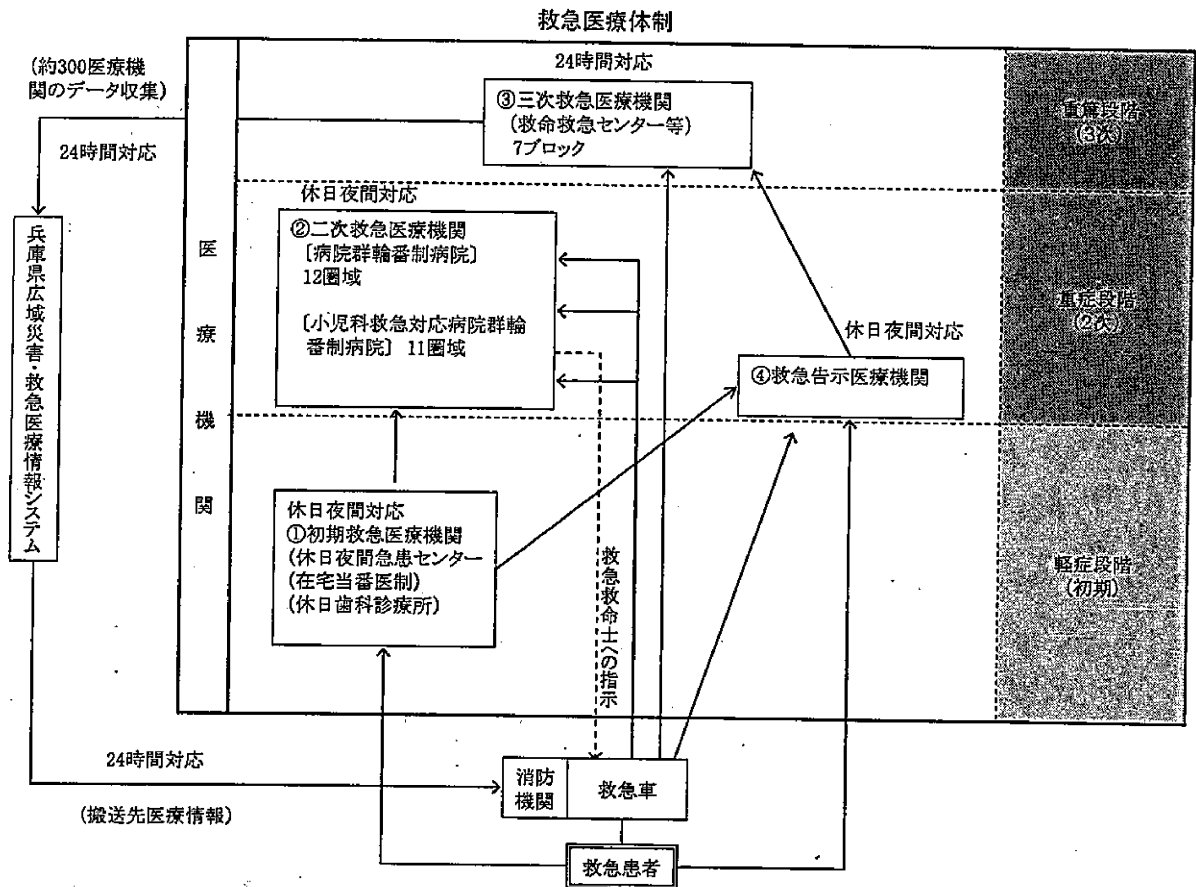 救急医療体制
(約300医療機
関のデータ収集)
24時間対応
24時間対応
③三次救急医療機関
(救命救急センター等)
7ブロック
重篤段階
(3次)
休日夜間対応
②二次救急医療機関
[病院群輪番制病院]
12圏域
[小児科救急対応病院群輪
番制病院] 11圏域
重症段階
(2次)
休日夜間対応
④救急告示医療機関
医療機関
兵庫県広域災害・救急医療情報システム
休日夜間対応
①初期救急医療機関
(休日夜間急患センター
(在宅当番医制)
(休日歯科診療所)
救急救命士への指示
軽症段階
(初期)
24時間対応
(搬送先医療情報)
消防
機関
救急車
救急患者